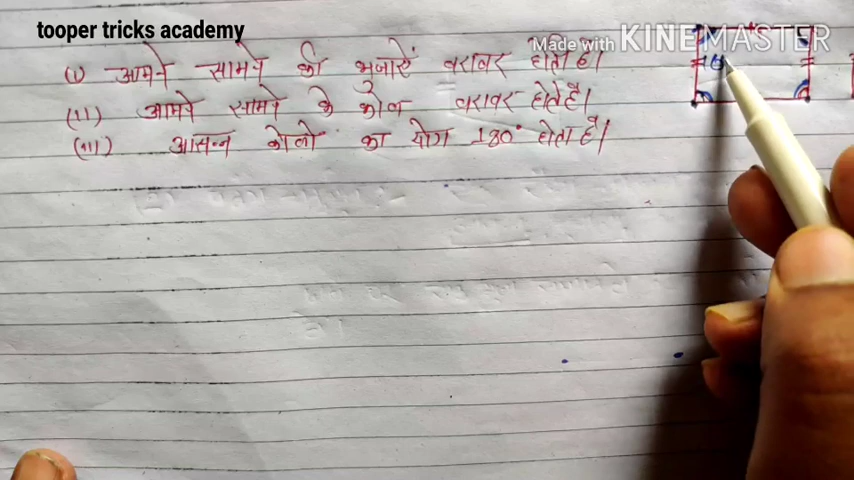 tooper tricks academy
Made with KINEMASTER
(i) आमने सामने की भुजाएँ बराबर होती है।
(ii) आमने सामने के कोण बराबर होते है।
(iii) आसन्न कोणो का योग 180° होता है।